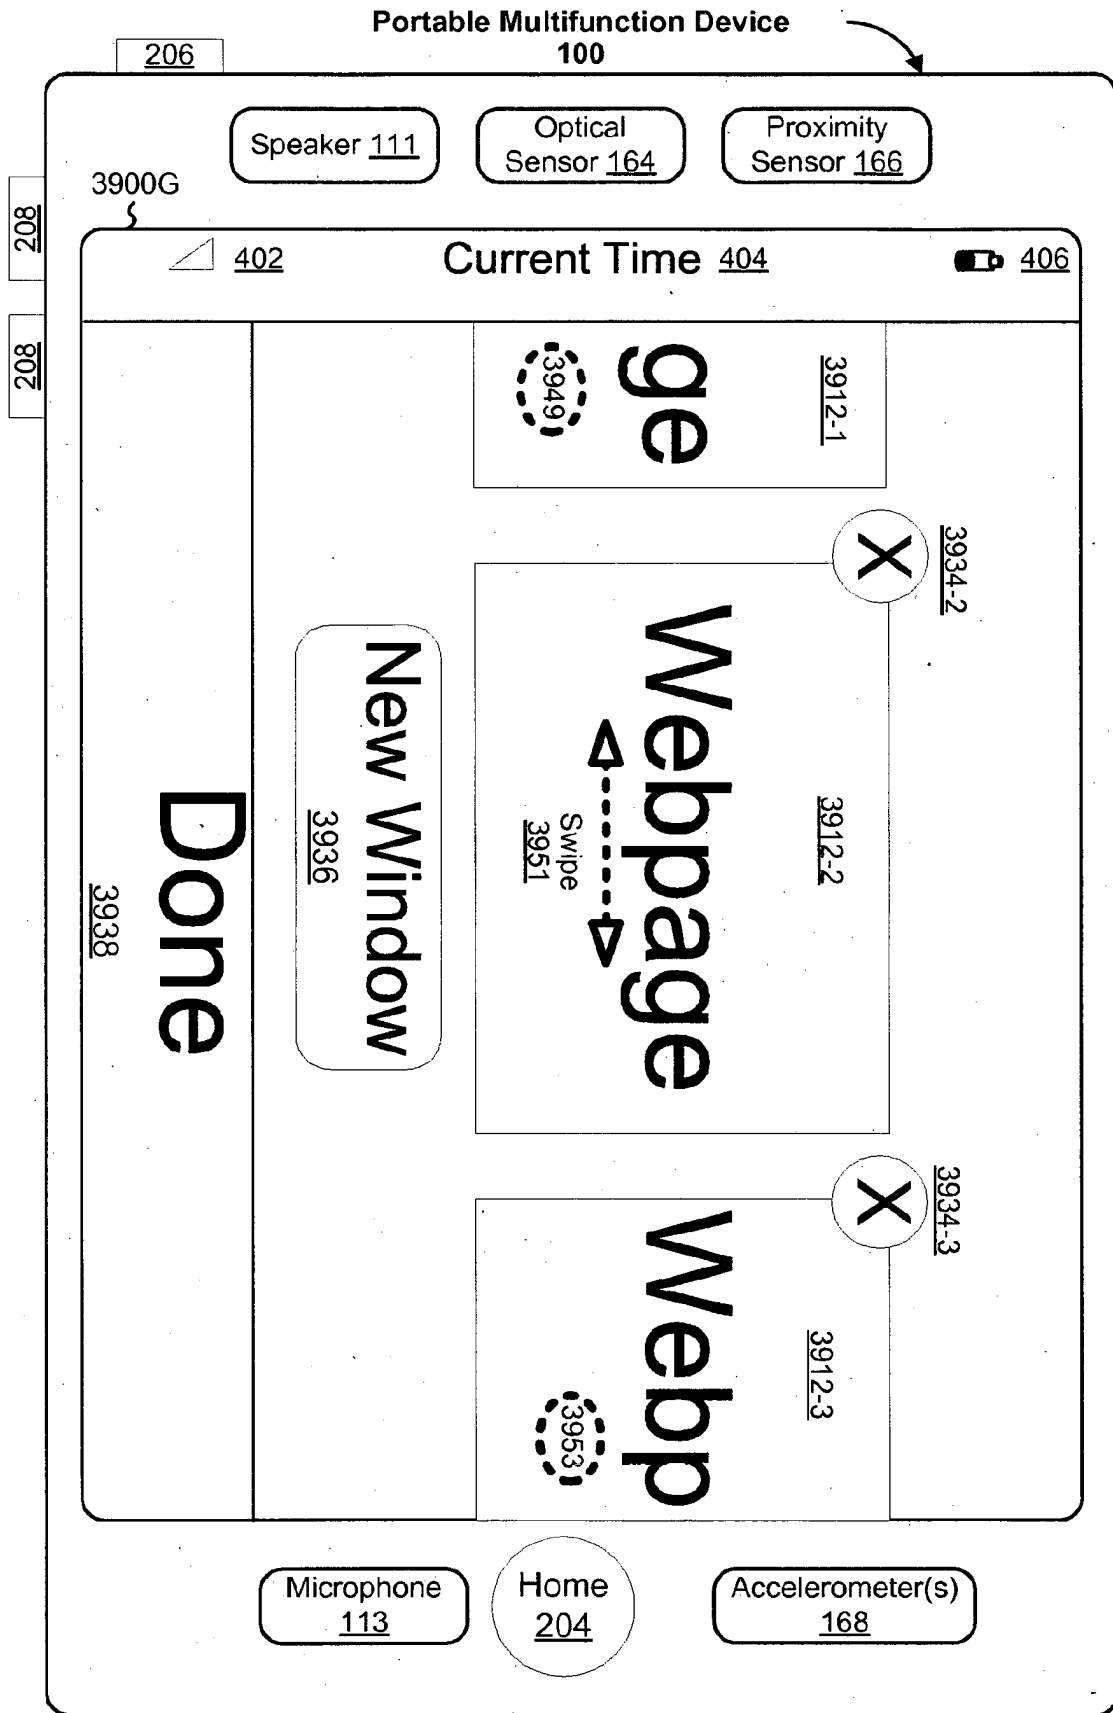 Portable Multifunction Device
100
206
Speaker 111
Optical
Sensor 164
Proximity
Sensor 166
208
208
3900G
402
Current Time 404
406
ge
3949
3912-1
X
3934-2
Webpage
3912-2
Swipe
3951
New Window
3936
Done
3938
X
3934-3
Webp
3912-3
3953
Microphone
113
Home
204
Accelerometer(s)
168